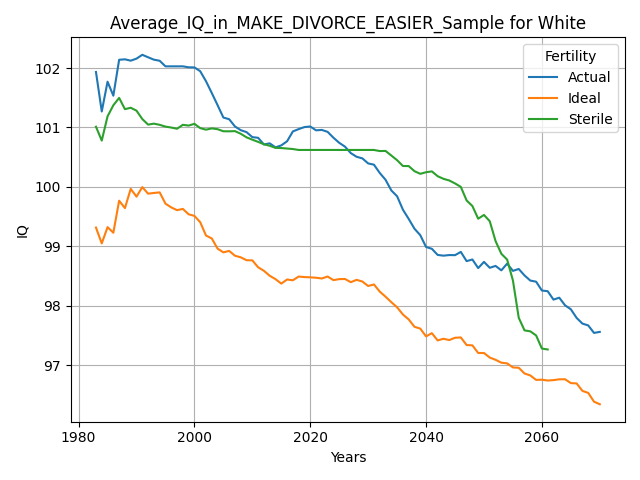 Average_IQ_in_MAKE_DIVORCE_EASIER_Sample for White
Fertility
Actual
Ideal
Sterile
IQ
102
101
100
99
98
97
1980
2000
2020
2040
2060
Years